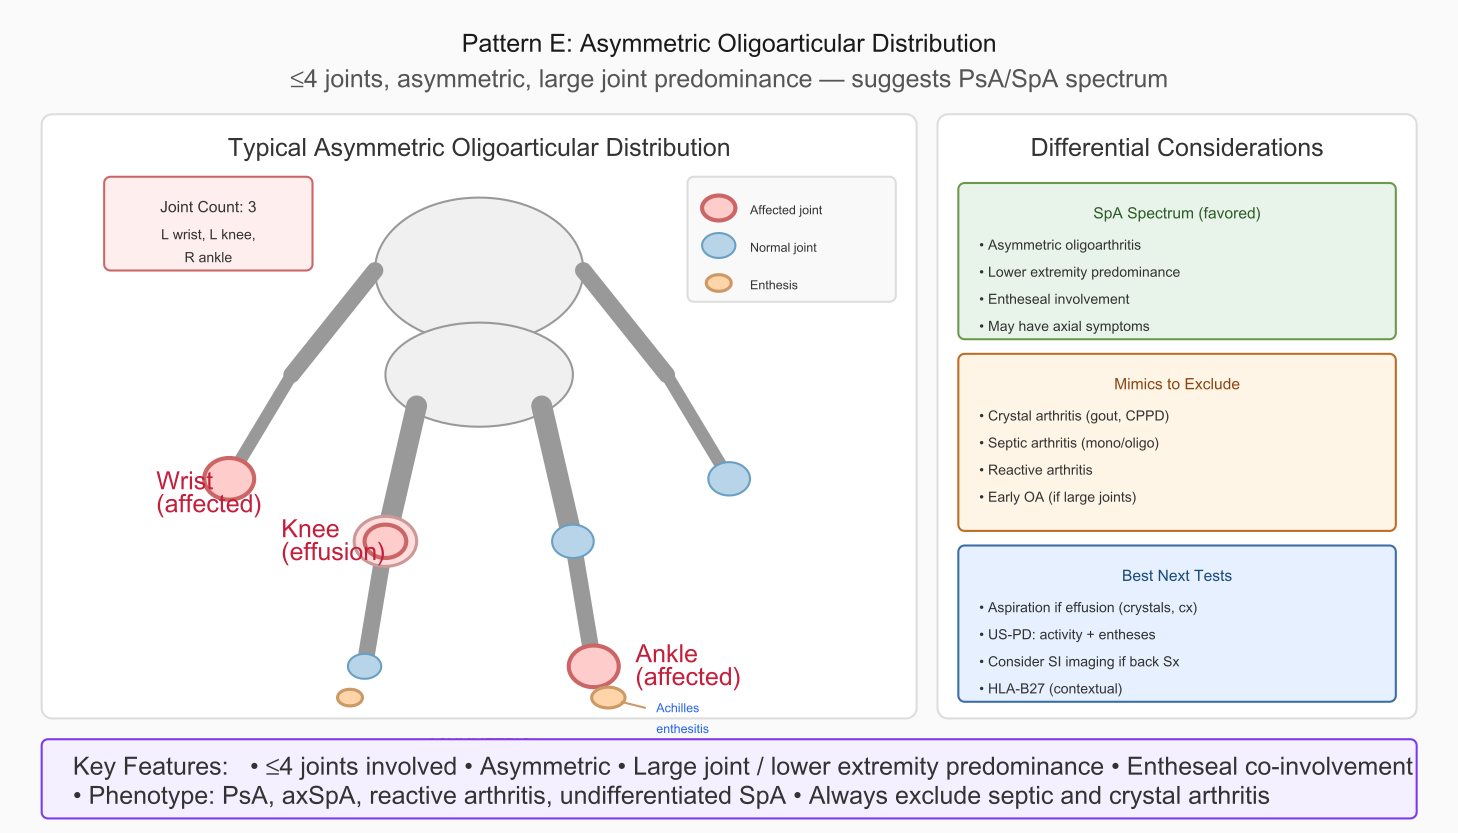 Pattern E: Asymmetric Oligoarticular Distribution
≤4 joints, asymmetric, large joint predominance — suggests PsA/SpA spectrum
Typical Asymmetric Oligoarticular Distribution
Joint Count: 3
L wrist, L knee,
R ankle
Affected joint
Normal joint
Enthesis
Wrist
(affected)
Knee
(effusion)
Ankle
(affected)
Achilles
enthesitis
Differential Considerations
SpA Spectrum (favored)
• Asymmetric oligoarthritis
• Lower extremity predominance
• Entheseal involvement
• May have axial symptoms
Mimics to Exclude
• Crystal arthritis (gout, CPPD)
• Septic arthritis (mono/oligo)
• Reactive arthritis
• Early OA (if large joints)
Best Next Tests
• Aspiration if effusion (crystals, cx)
• US-PD: activity + entheses
• Consider SI imaging if back Sx
• HLA-B27 (contextual)
Key Features: • ≤4 joints involved • Asymmetric • Large joint / lower extremity predominance • Entheseal co-involvement
• Phenotype: PsA, axSpA, reactive arthritis, undifferentiated SpA • Always exclude septic and crystal arthritis